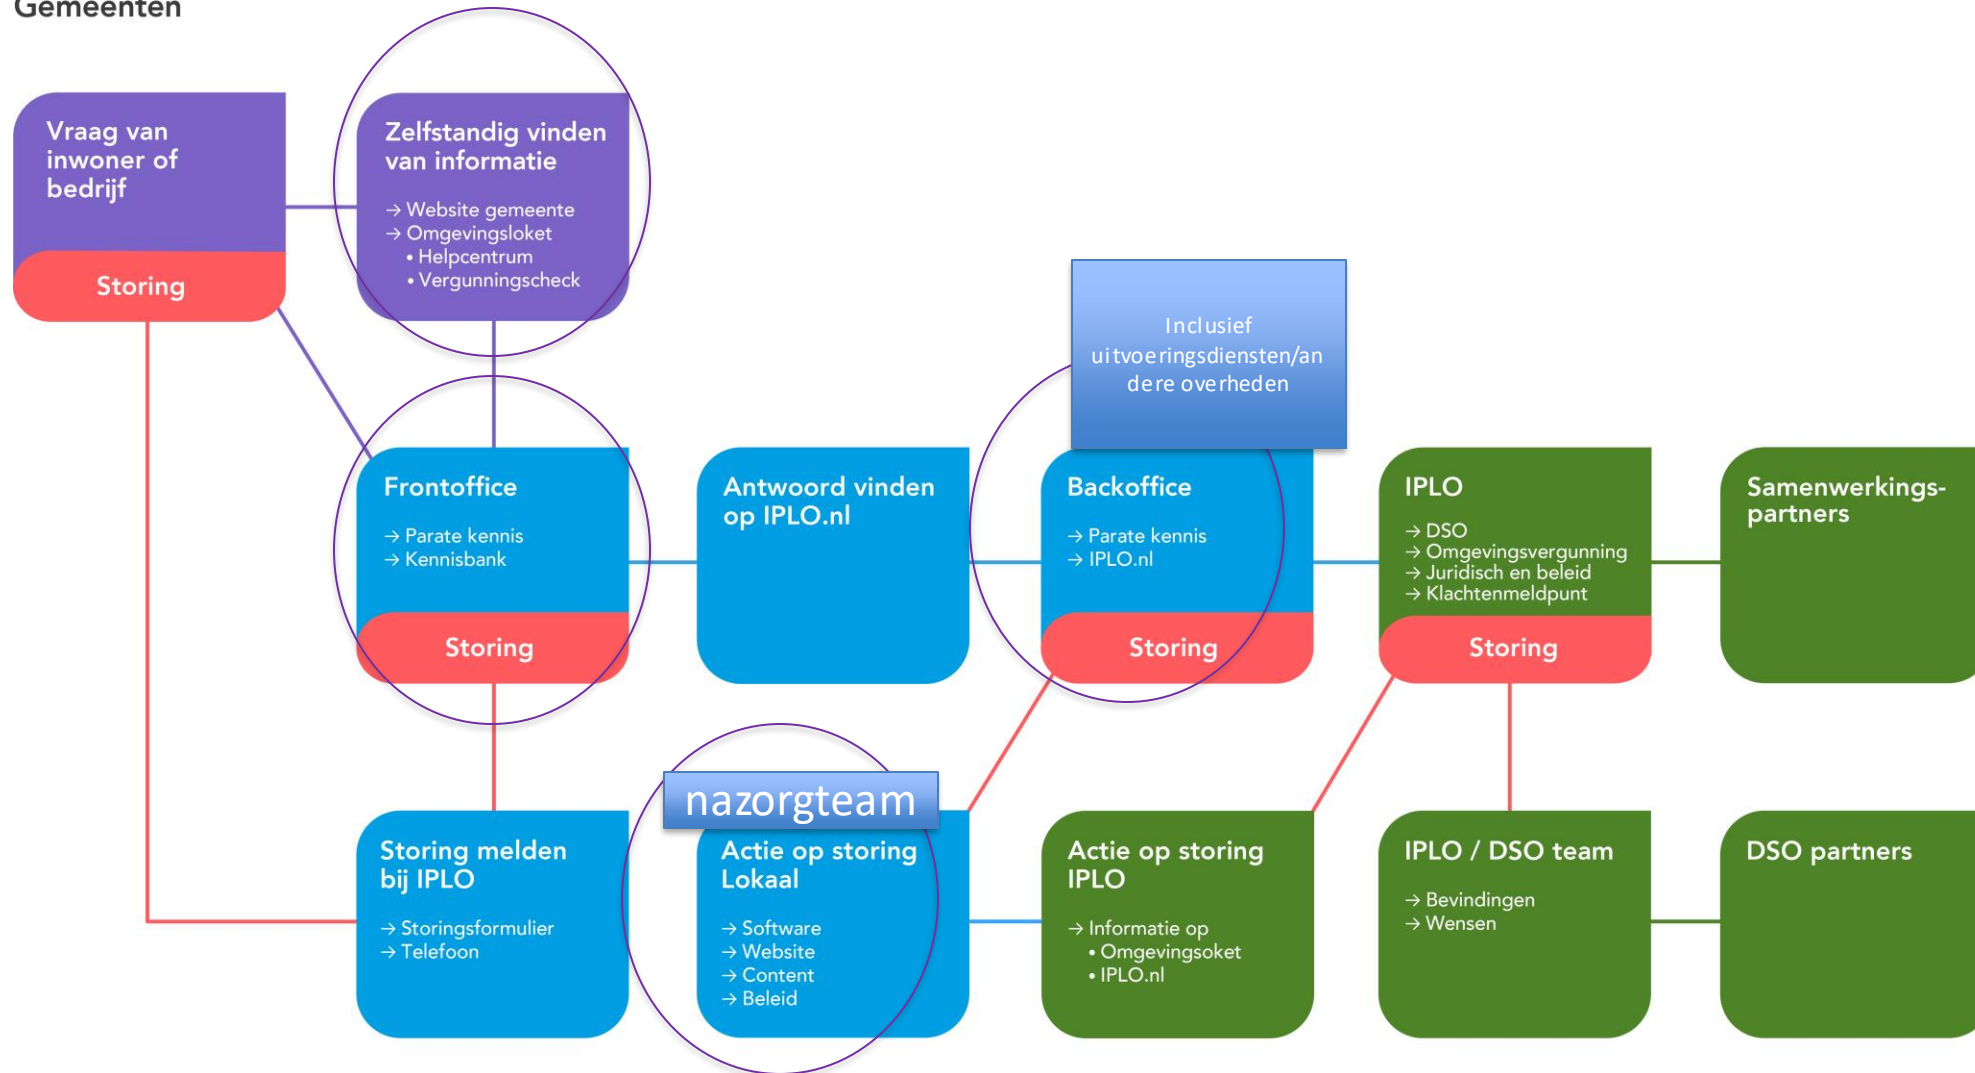 Gemeenten
Vraag van
inwoner of
bedrijf
Storing
Zelfstandig vinden
van informatie
→ Website gemeente
→ Omgevingsloket
• Helpcentrum
• Vergunningscheck
Inclusief
uitvoeringsdiensten/an
dere overheden
Frontoffice
→ Parate kennis
→ Kennisbank
Storing
Antwoord vinden
op IPLO.nl
Backoffice
→ Parate kennis
→ IPLO.nl
Storing
IPLO
→ DSO
→ Omgevingsvergunning
→ Juridisch en beleid
→ Klachtenmeldpunt
Storing
Samenwerkings-
partners
Storing melden
bij IPLO
→ Storingsformulier
→ Telefoon
nazorgteam
Actie op storing
Lokaal
→ Software
→ Website
→ Content
→ Beleid
Actie op storing
IPLO
→ Informatie op
• Omgevingsoket
• IPLO.nl
IPLO / DSO team
→ Bevindingen
→ Wensen
DSO partners